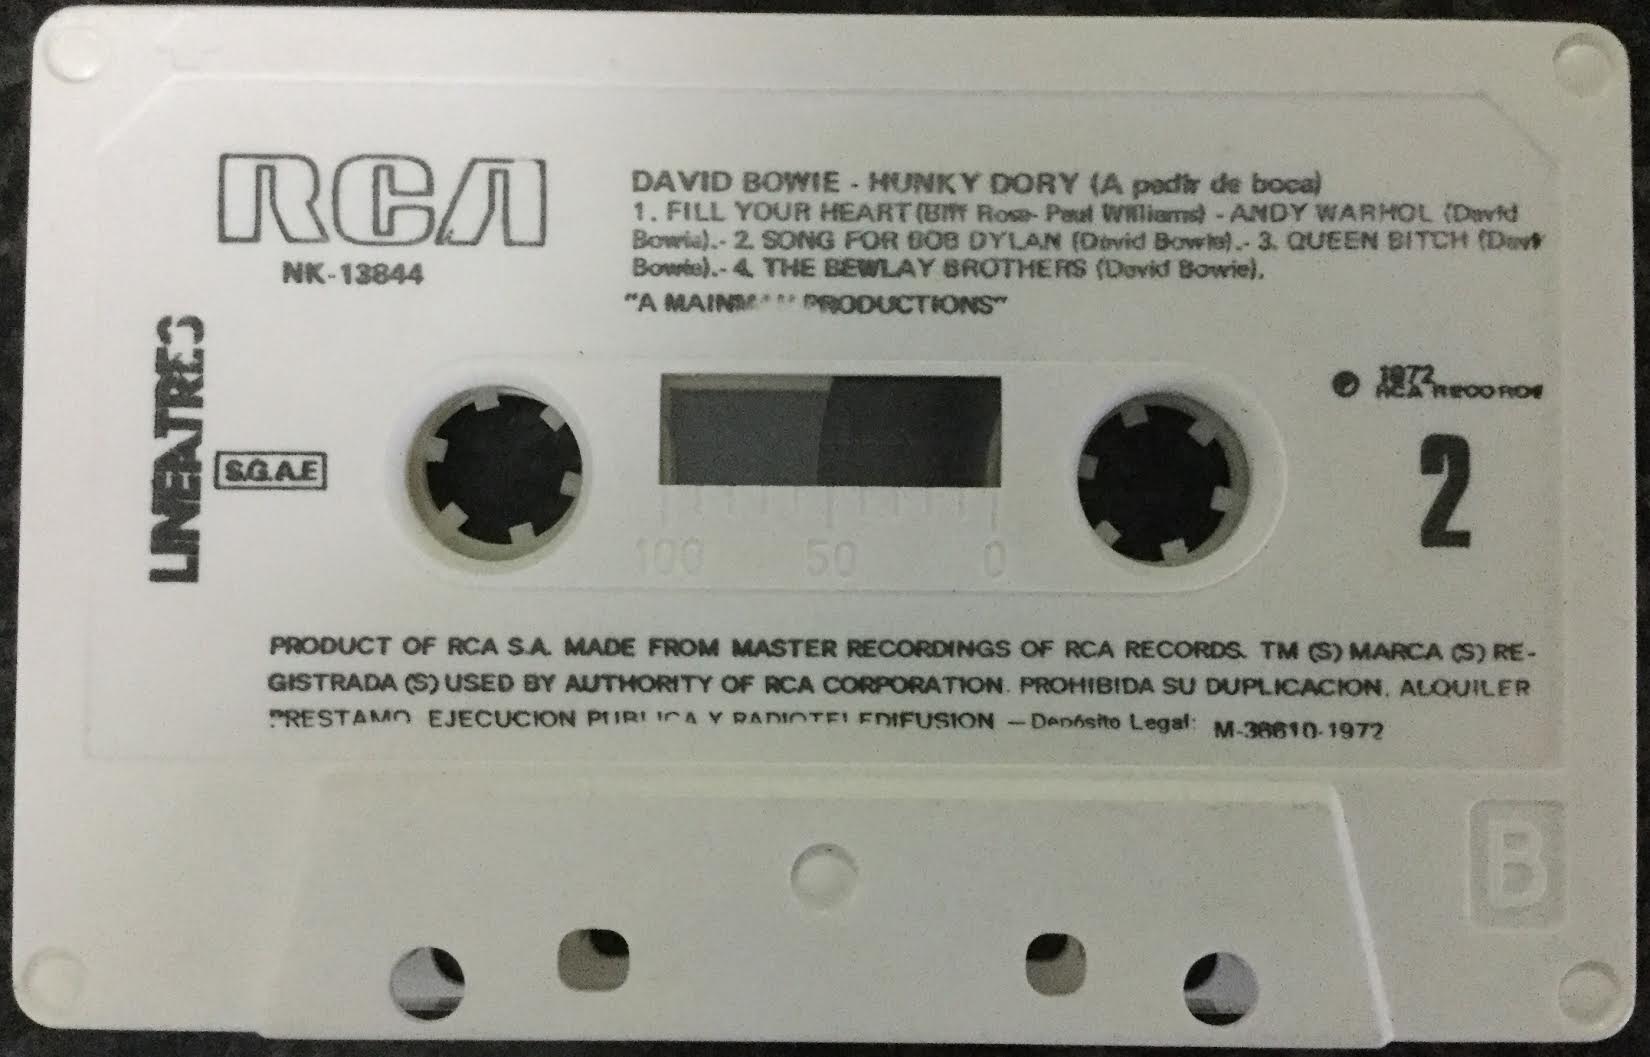 RCA
NK-13844
DAVID BOWIE - HUNKY DORY (A pedir de boca)
1. FILL YOUR HEART (Biff Rose- Paul Williams) - ANDY WARHOL (David
Bowie).- 2. SONG FOR BOB DYLAN (David Bowie).- 3. QUEEN BITCH (Davi
Bowie).- 4. THE BEWLAY BROTHERS (David Bowie).
"A MAINMAN PRODUCTIONS"
LINEATRES
S.G.A.E
℗ 1972
RCA RECORDS
2
100 50 0
PRODUCT OF RCA S.A. MADE FROM MASTER RECORDINGS OF RCA RECORDS. TM (S) MARCA (S) RE-
GISTRADA (S) USED BY AUTHORITY OF RCA CORPORATION. PROHIBIDA SU DUPLICACION. ALQUILER
PRESTAMO EJECUCION PUBLICA Y RADIOTELEDIFUSION — Depósito Legal: M-36610-1972
B